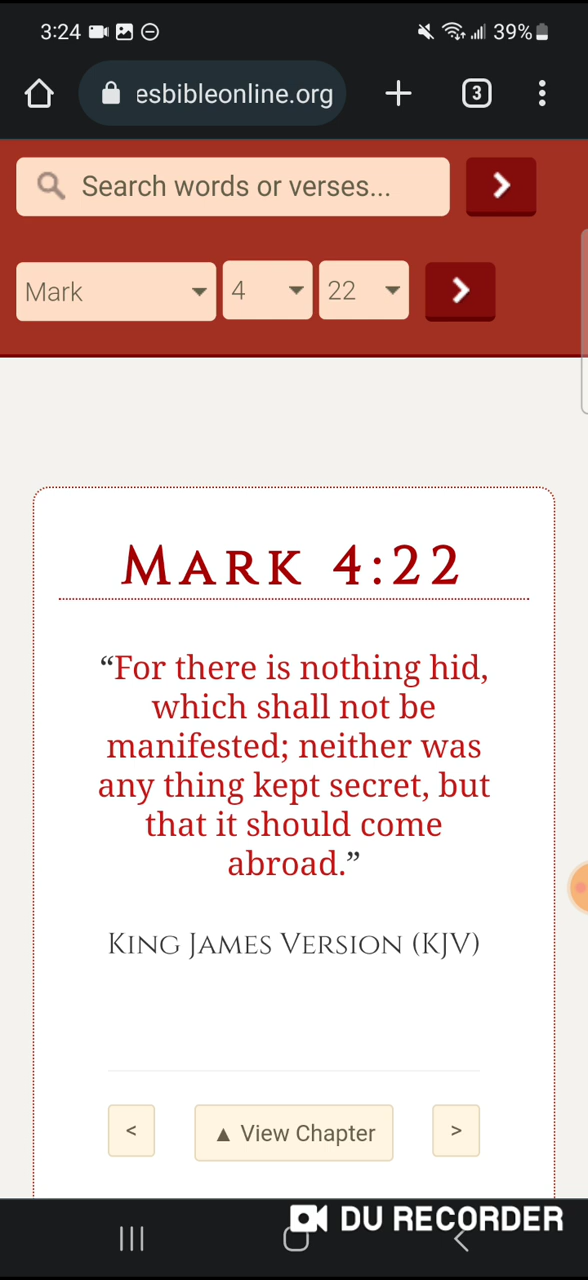 3:24 39%
esbibleonline.org 3
Search words or verses...
Mark 4 22
MARK 4:22
“For there is nothing hid,
which shall not be
manifested; neither was
any thing kept secret, but
that it should come
abroad.”
KING JAMES VERSION (KJV)
< ▲ View Chapter >
DU RECORDER